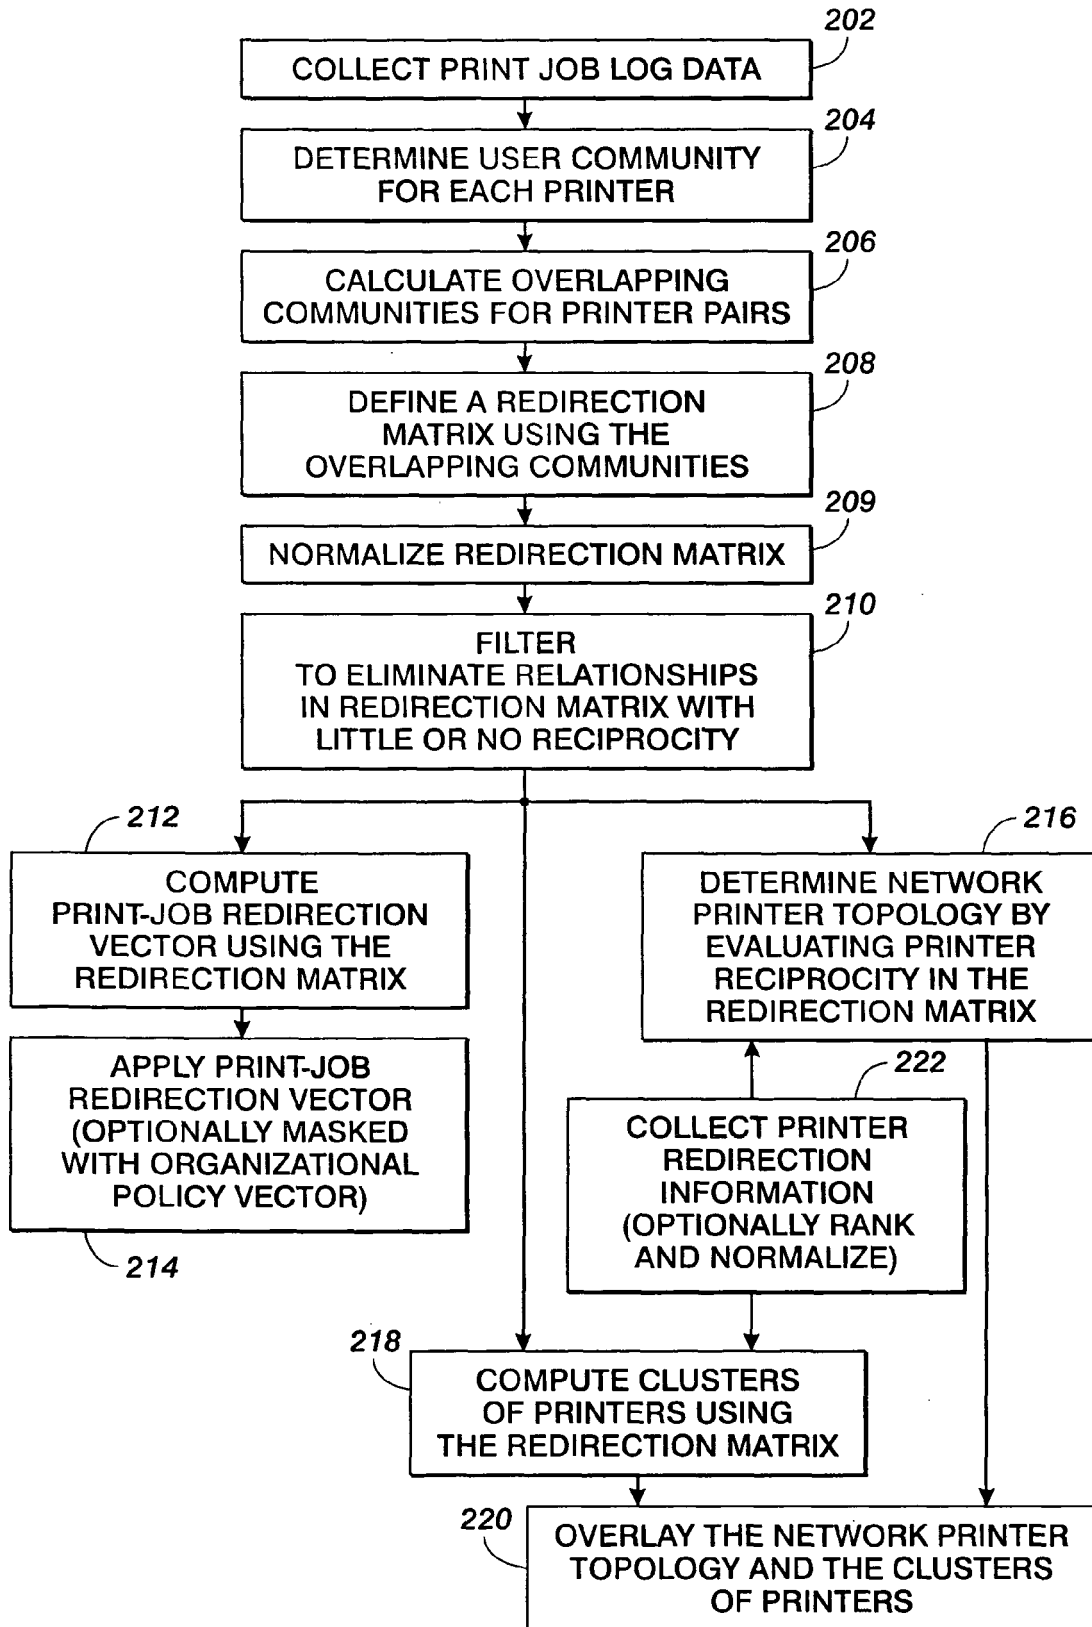 202
COLLECT PRINT JOB LOG DATA
204
DETERMINE USER COMMUNITY
FOR EACH PRINTER
206
CALCULATE OVERLAPPING
COMMUNITIES FOR PRINTER PAIRS
208
DEFINE A REDIRECTION
MATRIX USING THE
OVERLAPPING COMMUNITIES
209
NORMALIZE REDIRECTION MATRIX
210
FILTER
TO ELIMINATE RELATIONSHIPS
IN REDIRECTION MATRIX WITH
LITTLE OR NO RECIPROCITY
212
COMPUTE
PRINT-JOB REDIRECTION
VECTOR USING THE
REDIRECTION MATRIX
APPLY PRINT-JOB
REDIRECTION VECTOR
(OPTIONALLY MASKED
WITH ORGANIZATIONAL
POLICY VECTOR)
214
216
DETERMINE NETWORK
PRINTER TOPOLOGY BY
EVALUATING PRINTER
RECIPROCITY IN THE
REDIRECTION MATRIX
222
COLLECT PRINTER
REDIRECTION
INFORMATION
(OPTIONALLY RANK
AND NORMALIZE)
218
COMPUTE CLUSTERS
OF PRINTERS USING
THE REDIRECTION MATRIX
220
OVERLAY THE NETWORK PRINTER
TOPOLOGY AND THE CLUSTERS
OF PRINTERS